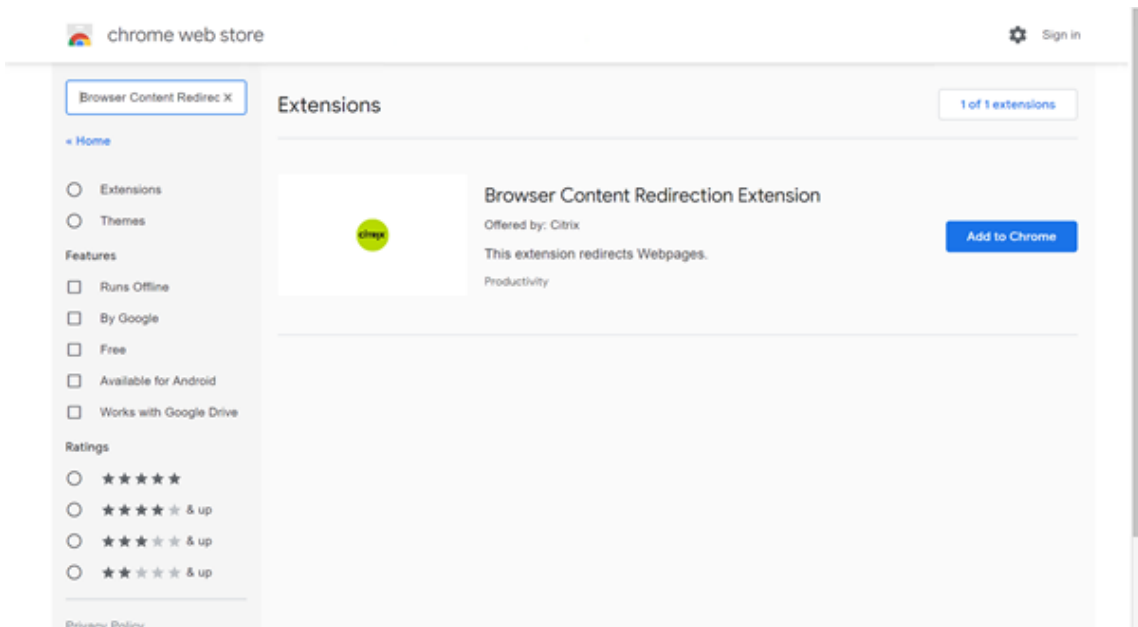 chrome web store
Sign in
Browser Content Redirec X
« Home
Extensions
Themes
Features
Runs Offline
By Google
Free
Available for Android
Works with Google Drive
Ratings
& up
& up
& up
Privacy Policy
Extensions
1 of 1 extensions
citrix
Browser Content Redirection Extension
Offered by: Citrix
This extension redirects Webpages.
Productivity
Add to Chrome